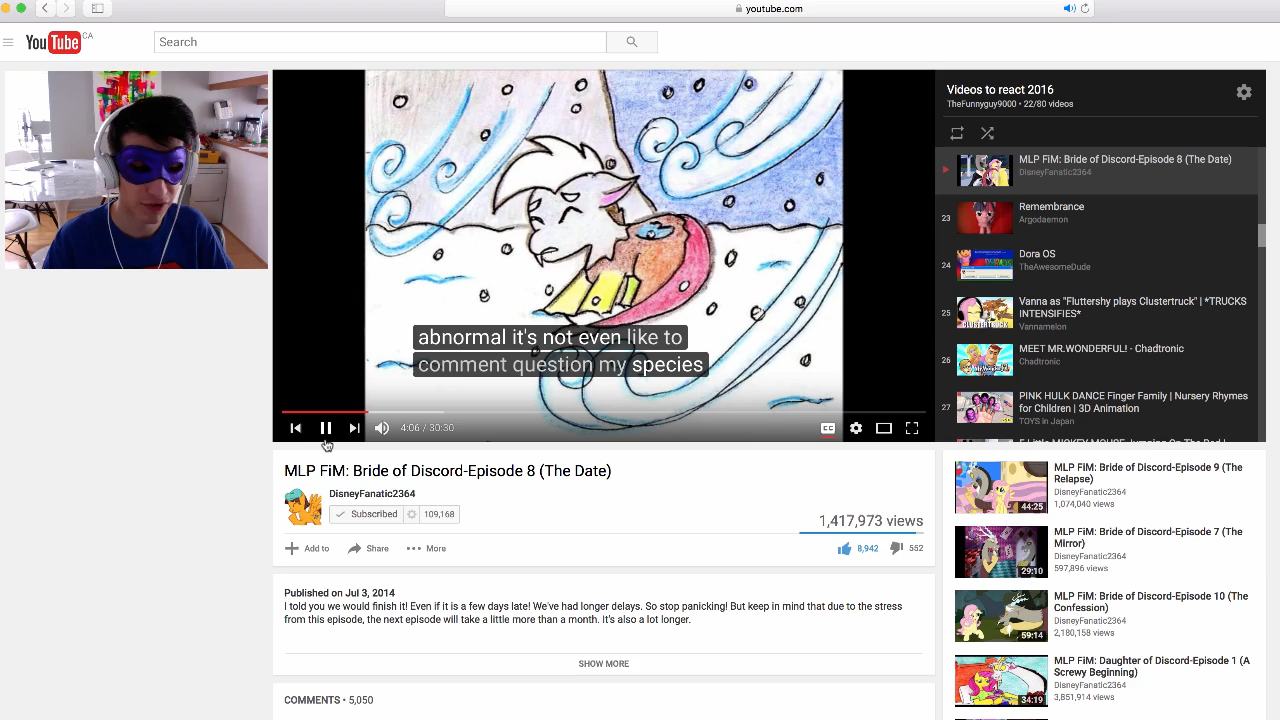 youtube.com
YouTube CA
Search
abnormal it's not even like to
comment question my species
4:06 / 30:30
CC
Videos to react 2016
TheFunnyguy9000 • 22/80 videos
MLP FiM: Bride of Discord-Episode 8 (The Date)
DisneyFanatic2364
23
Remembrance
Argodaemon
24
Dora OS
TheAwesomeDude
25
Vanna as "Fluttershy plays Clustertruck" | *TRUCKS
INTENSIFIES*
Vannamelon
CLUSTERTRUCK
26
MEET MR.WONDERFUL! - Chadtronic
Chadtronic
27
PINK HULK DANCE Finger Family | Nursery Rhymes
for Children | 3D Animation
TOYS in Japan
MLP FiM: Bride of Discord-Episode 8 (The Date)
DisneyFanatic2364
Subscribed 109,168
1,417,973 views
Add to Share More
8,942 552
Published on Jul 3, 2014
I told you we would finish it! Even if it is a few days late! We've had longer delays. So stop panicking! But keep in mind that due to the stress
from this episode, the next episode will take a little more than a month. It's also a lot longer.
SHOW MORE
COMMENTS • 5,050
MLP FiM: Bride of Discord-Episode 9 (The
Relapse)
DisneyFanatic2364
1,074,040 views
44:25
MLP FiM: Bride of Discord-Episode 7 (The
Mirror)
DisneyFanatic2364
597,896 views
29:10
MLP FiM: Bride of Discord-Episode 10 (The
Confession)
DisneyFanatic2364
2,180,158 views
59:14
MLP FiM: Daughter of Discord-Episode 1 (A
Screwy Beginning)
DisneyFanatic2364
3,851,914 views
34:19